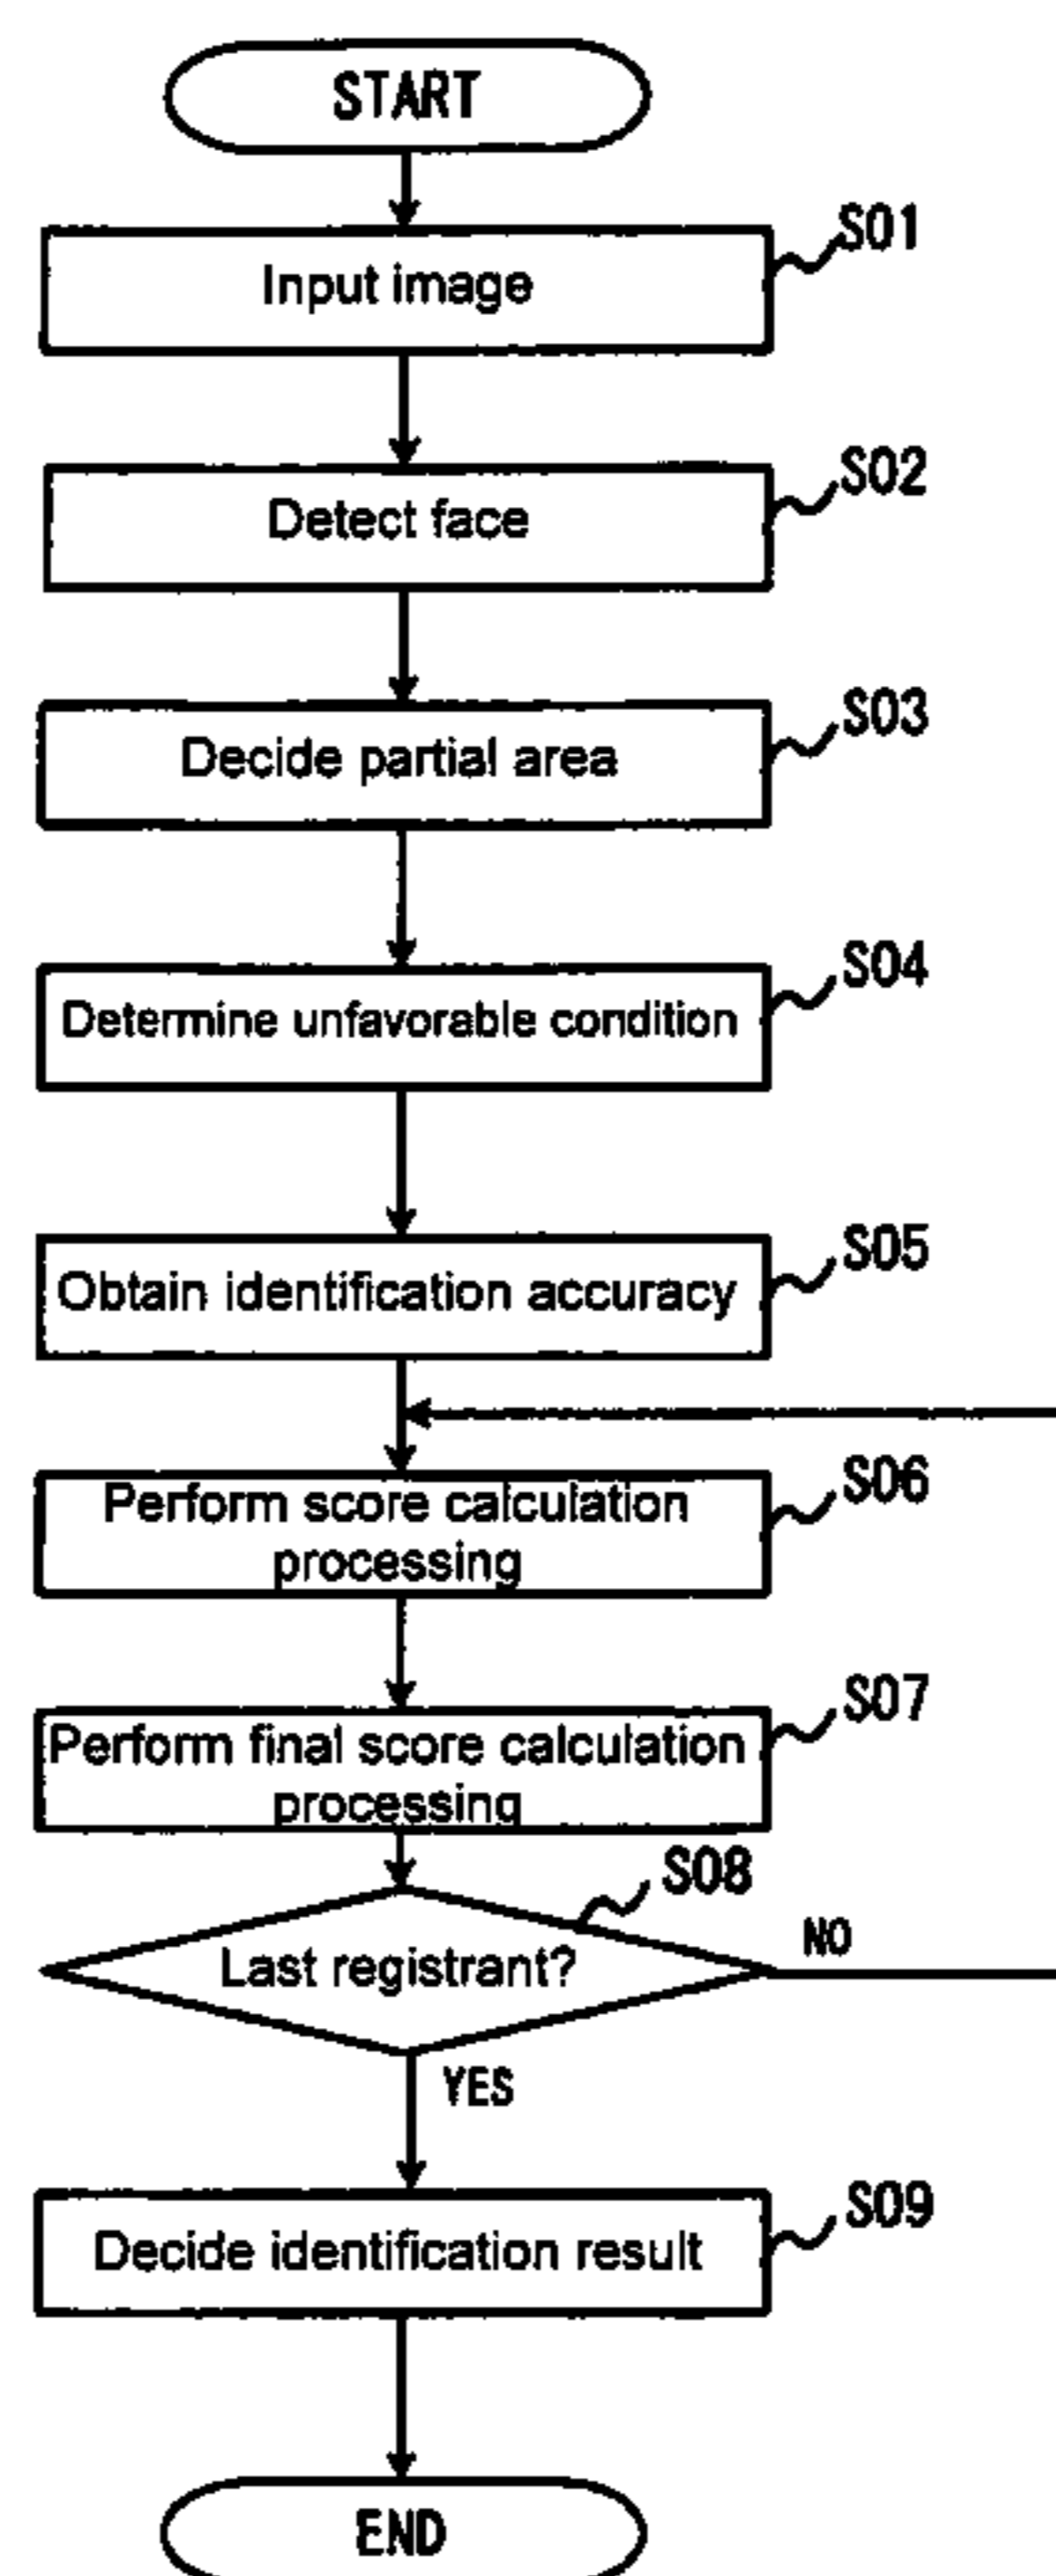 START
S01
Input image
S02
Detect face
S03
Decide partial area
S04
Determine unfavorable condition
S05
Obtain identification accuracy
S06
Perform score calculation
processing
S07
Perform final score calculation
processing
S08
Last registrant?
NO
YES
S09
Decide identification result
END